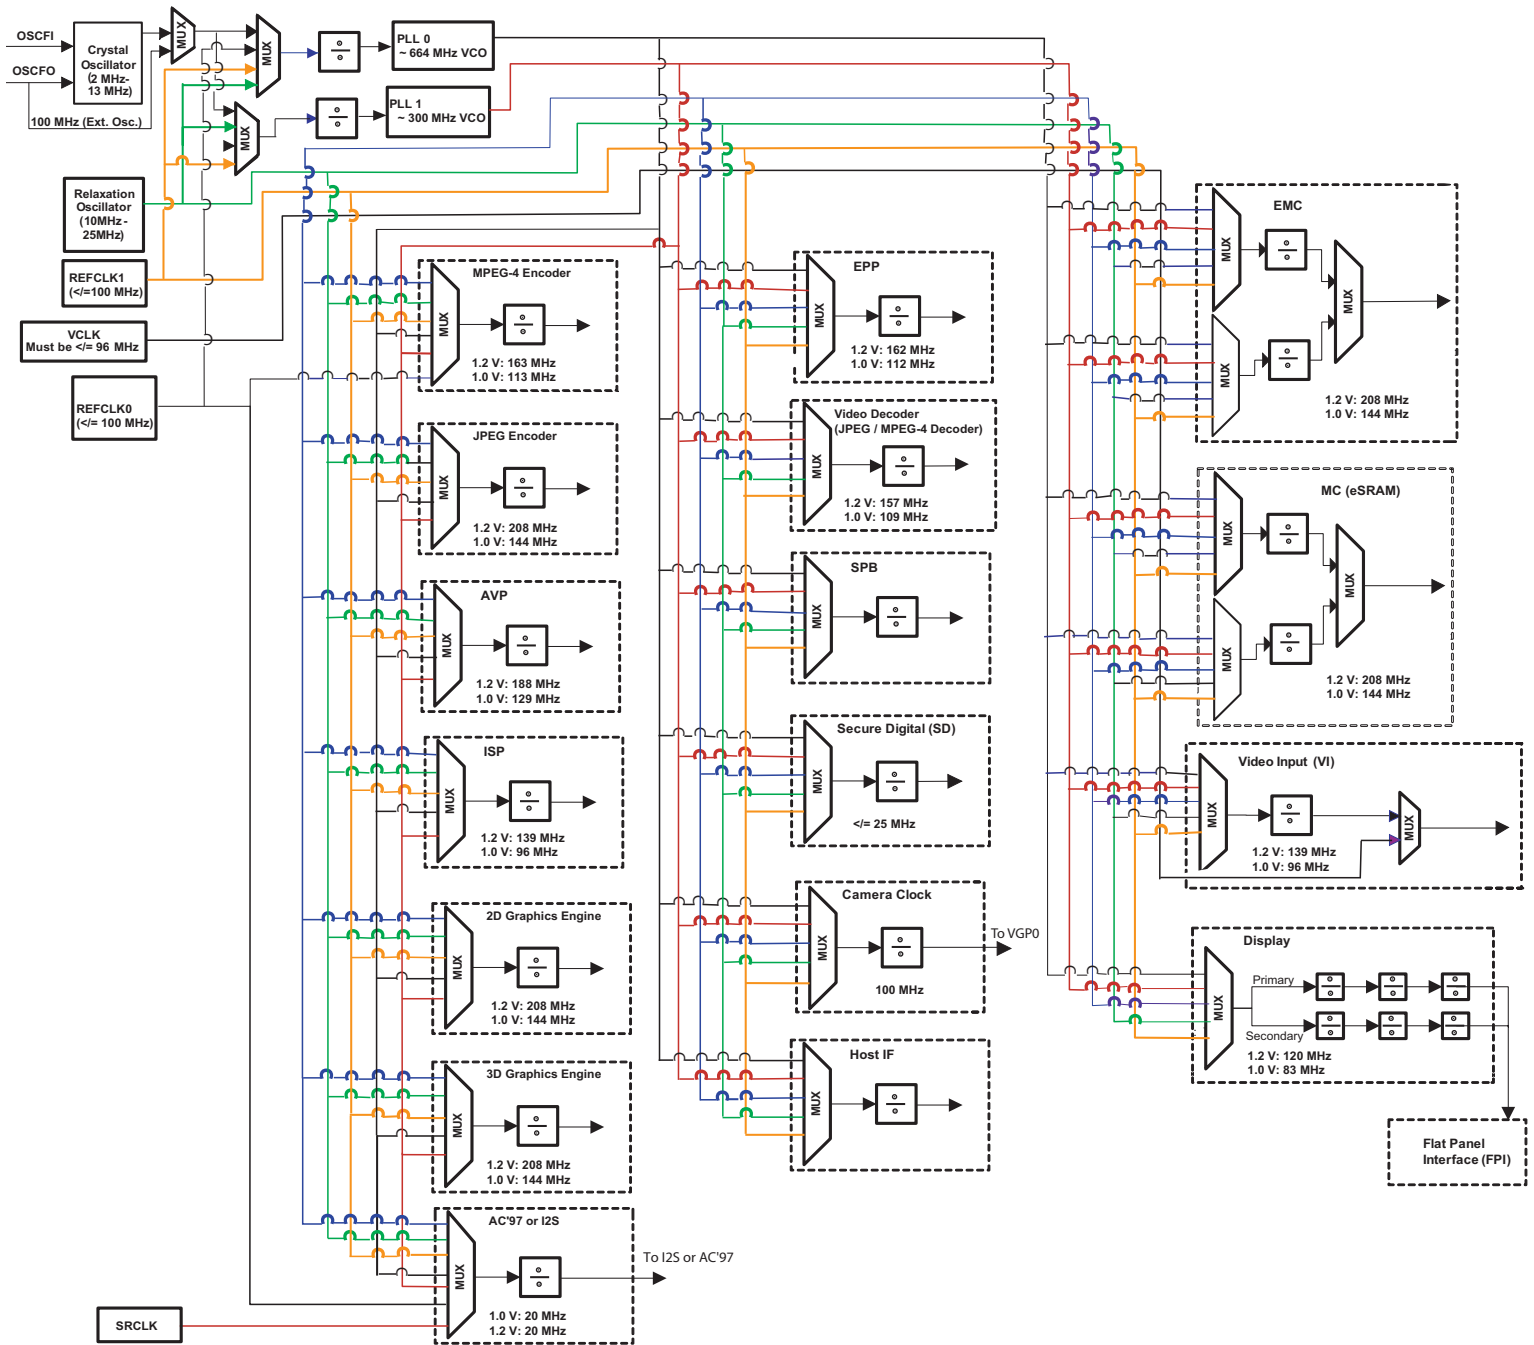 OSCFI
OSCFO
Crystal
Oscillator
(2 MHz-
13 MHz)
100 MHz (Ext. Osc.)
MUX
MUX
MUX
PLL 0
~ 664 MHz VCO
PLL 1
~ 300 MHz VCO
Relaxation
Oscillator
(10MHz-
25MHz)
REFCLK1
(</=100 MHz)
VCLK
Must be </= 96 MHz
REFCLK0
(</= 100 MHz)
SRCLK
MPEG-4 Encoder
MUX
1.2 V: 163 MHz
1.0 V: 113 MHz
JPEG Encoder
MUX
1.2 V: 208 MHz
1.0 V: 144 MHz
AVP
MUX
1.2 V: 188 MHz
1.0 V: 129 MHz
ISP
MUX
1.2 V: 139 MHz
1.0 V: 96 MHz
2D Graphics Engine
MUX
1.2 V: 208 MHz
1.0 V: 144 MHz
3D Graphics Engine
MUX
1.2 V: 208 MHz
1.0 V: 144 MHz
AC'97 or I2S
MUX
1.0 V: 20 MHz
1.2 V: 20 MHz
To I2S or AC'97
EPP
MUX
1.2 V: 162 MHz
1.0 V: 112 MHz
Video Decoder
(JPEG / MPEG-4 Decoder)
MUX
1.2 V: 157 MHz
1.0 V: 109 MHz
SPB
MUX
Secure Digital (SD)
MUX
</= 25 MHz
Camera Clock
MUX
100 MHz
To VGP0
Host IF
MUX
EMC
MUX
MUX
MUX
1.2 V: 208 MHz
1.0 V: 144 MHz
MC (eSRAM)
MUX
MUX
MUX
1.2 V: 208 MHz
1.0 V: 144 MHz
Video Input (VI)
MUX
MUX
1.2 V: 139 MHz
1.0 V: 96 MHz
Display
MUX
Primary
Secondary
1.2 V: 120 MHz
1.0 V: 83 MHz
Flat Panel
Interface (FPI)